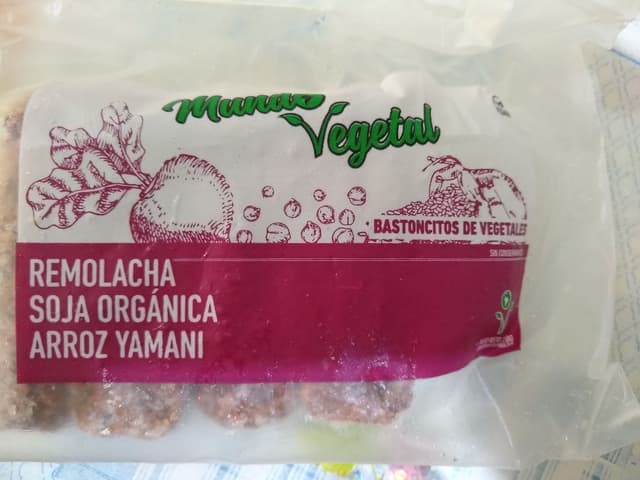 Mundo
Vegetal
BASTONCITOS DE VEGETALES
REMOLACHA
SOJA ORGÁNICA
ARROZ YAMANI